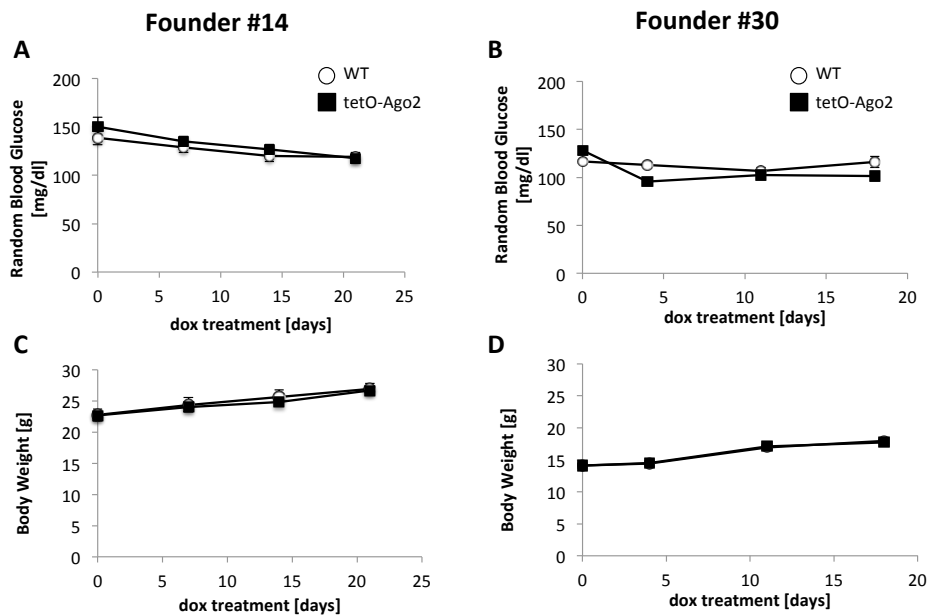 Founder #14
Founder #30
A
WT
tetO-Ago2
Random Blood Glucose
[mg/dl]
200
150
100
50
0
0 5 10 15 20 25
dox treatment [days]
B
WT
tetO-Ago2
Random Blood Glucose
[mg/dl]
200
150
100
50
0
0 5 10 15 20
dox treatment [days]
C
Body Weight [g]
30
25
20
15
10
5
0
0 5 10 15 20 25
dox treatment [days]
D
Body Weight [g]
30
25
20
15
10
5
0
0 5 10 15 20
dox treatment [days]